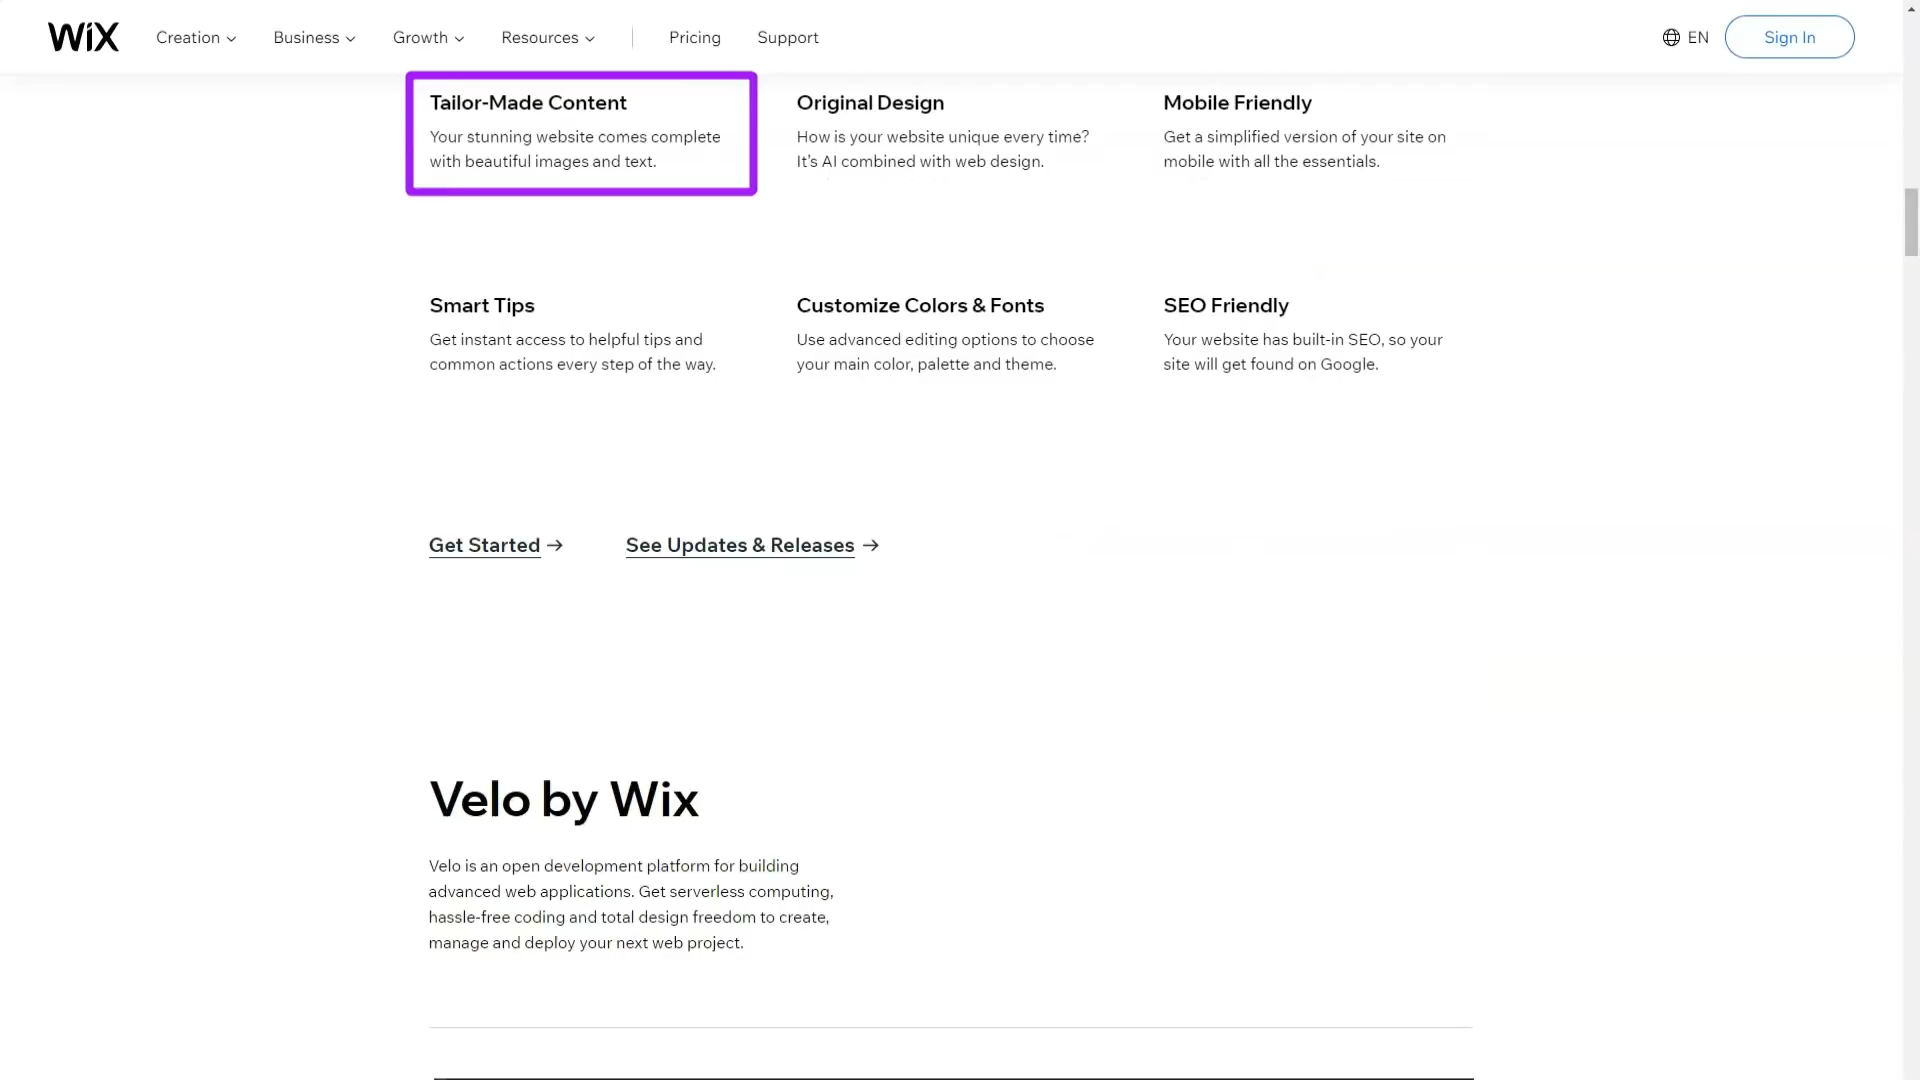 WiX Creation Business Growth Resources Pricing Support EN Sign In
Tailor-Made Content
Your stunning website comes complete
with beautiful images and text.
Original Design
How is your website unique every time?
It's AI combined with web design.
Mobile Friendly
Get a simplified version of your site on
mobile with all the essentials.
Smart Tips
Get instant access to helpful tips and
common actions every step of the way.
Customize Colors & Fonts
Use advanced editing options to choose
your main color, palette and theme.
SEO Friendly
Your website has built-in SEO, so your
site will get found on Google.
Get Started → See Updates & Releases →
Velo by Wix
Velo is an open development platform for building
advanced web applications. Get serverless computing,
hassle-free coding and total design freedom to create,
manage and deploy your next web project.